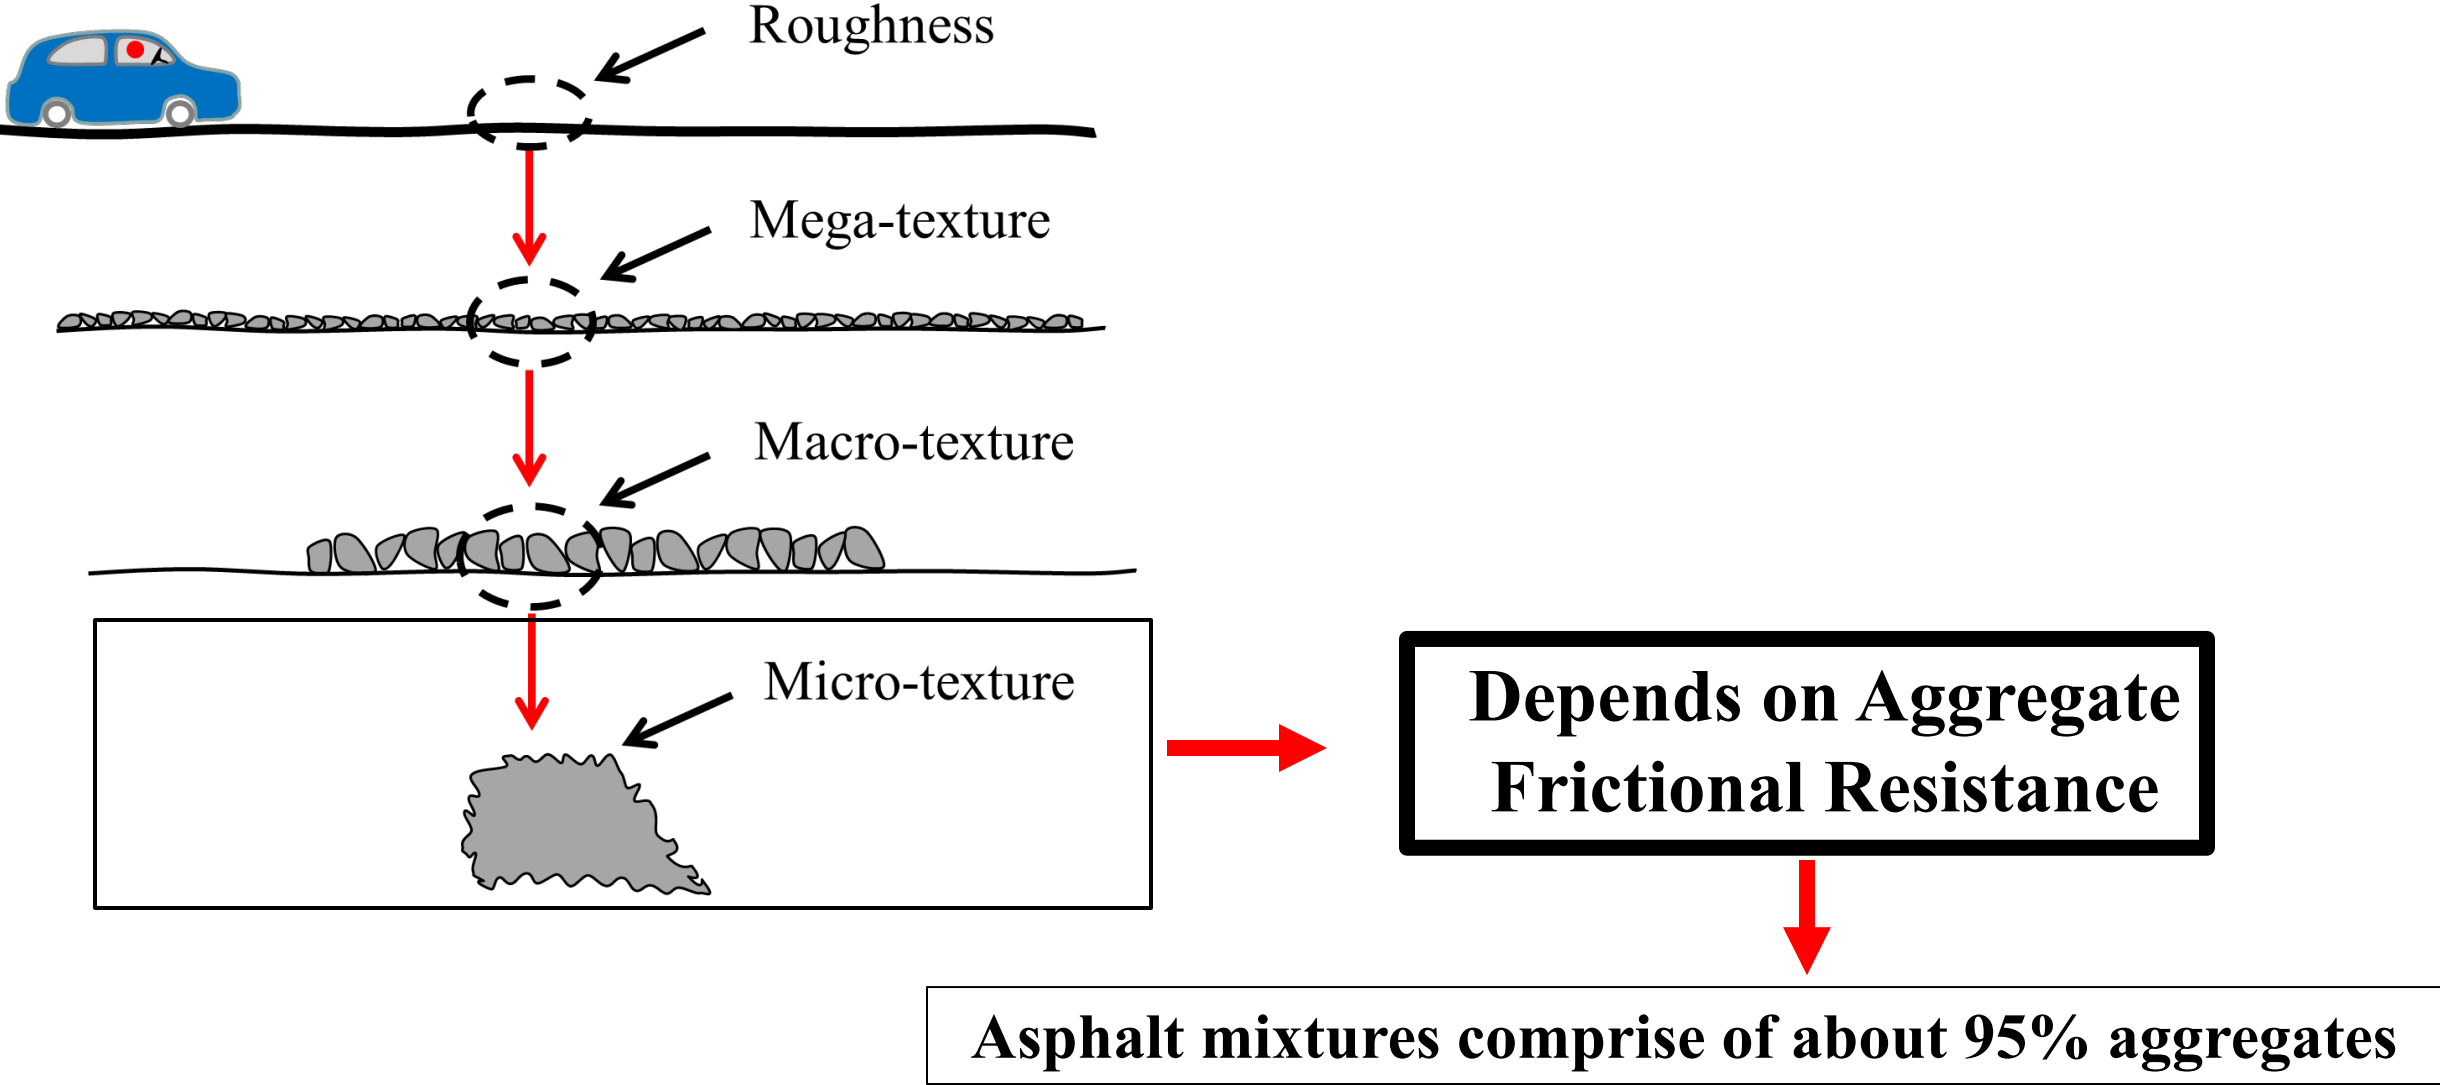 Roughness
Mega-texture
Macro-texture
Micro-texture
Depends on Aggregate
Frictional Resistance
Asphalt mixtures comprise of about 95% aggregates